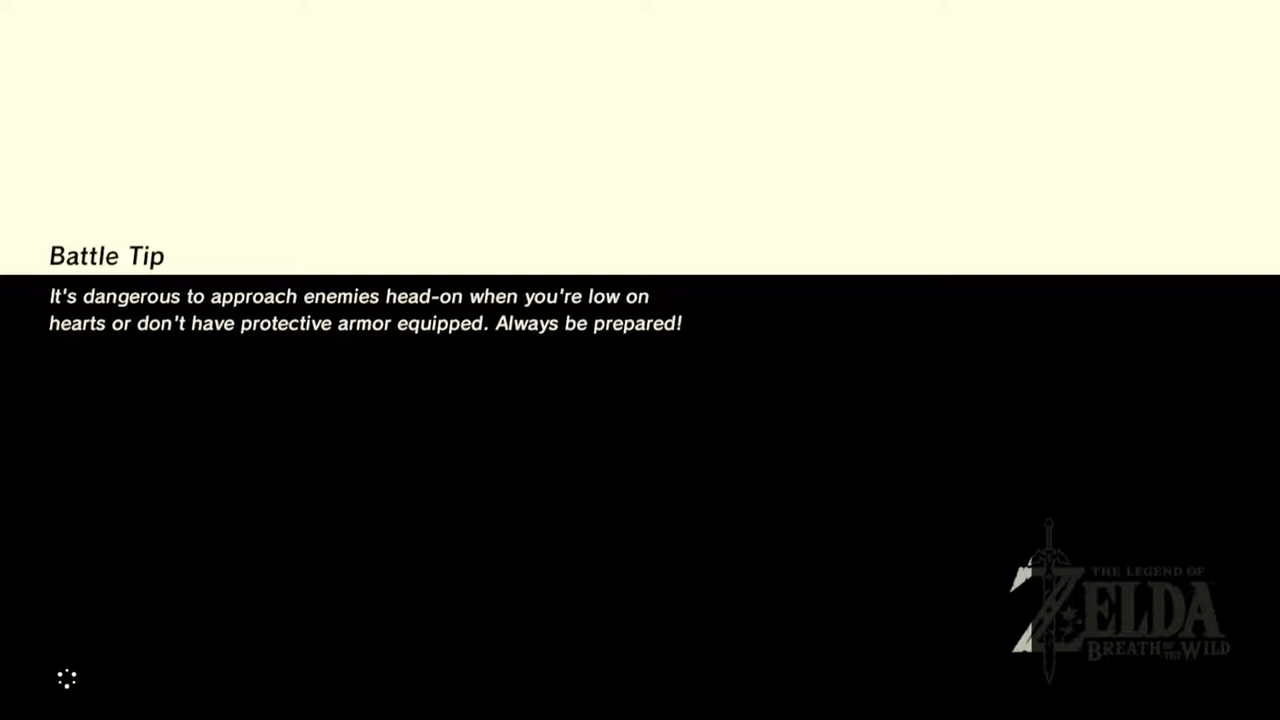 Battle Tip
It's dangerous to approach enemies head-on when you're low on
hearts or don't have protective armor equipped. Always be prepared!
THE LEGEND OF
ZELDA
BREATH OF THE WILD